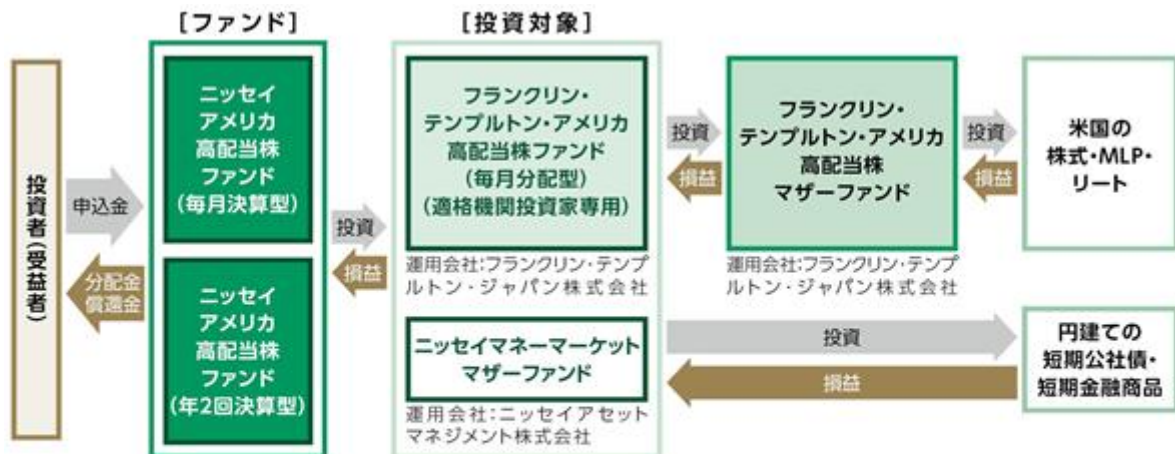 [ファンド]
[投資対象]
投資者(受益者)
申込金
分配金
償還金
ニッセイ
アメリカ
高配当株
ファンド
(毎月決算型)
ニッセイ
アメリカ
高配当株
ファンド
(年2回決算型)
投資
損益
フランクリン・
テンプルトン・アメリカ
高配当株ファンド
(毎月分配型)
(適格機関投資家専用)
運用会社:フランクリン・テンプ
ルトン・ジャパン株式会社
投資
損益
フランクリン・
テンプルトン・アメリカ
高配当株
マザーファンド
運用会社:フランクリン・テンプ
ルトン・ジャパン株式会社
投資
損益
米国の
株式・MLP・
リート
ニッセイマネーマーケット
マザーファンド
運用会社:ニッセイアセット
マネジメント株式会社
投資
損益
円建ての
短期公社債・
短期金融商品